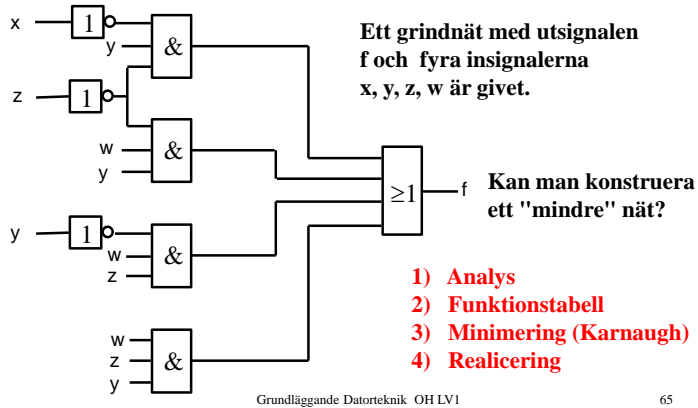 x
1
y
&
z
1
w
y
&
y
1
w
z
&
w
z
y
&
≥1
f
Ett grindnät med utsignalen
f och fyra insignalerna
x, y, z, w är givet.
Kan man konstruera
ett "mindre" nät?
1) Analys
2) Funktionstabell
3) Minimering (Karnaugh)
4) Realicering
Grundläggande Datorteknik OH LV1
65